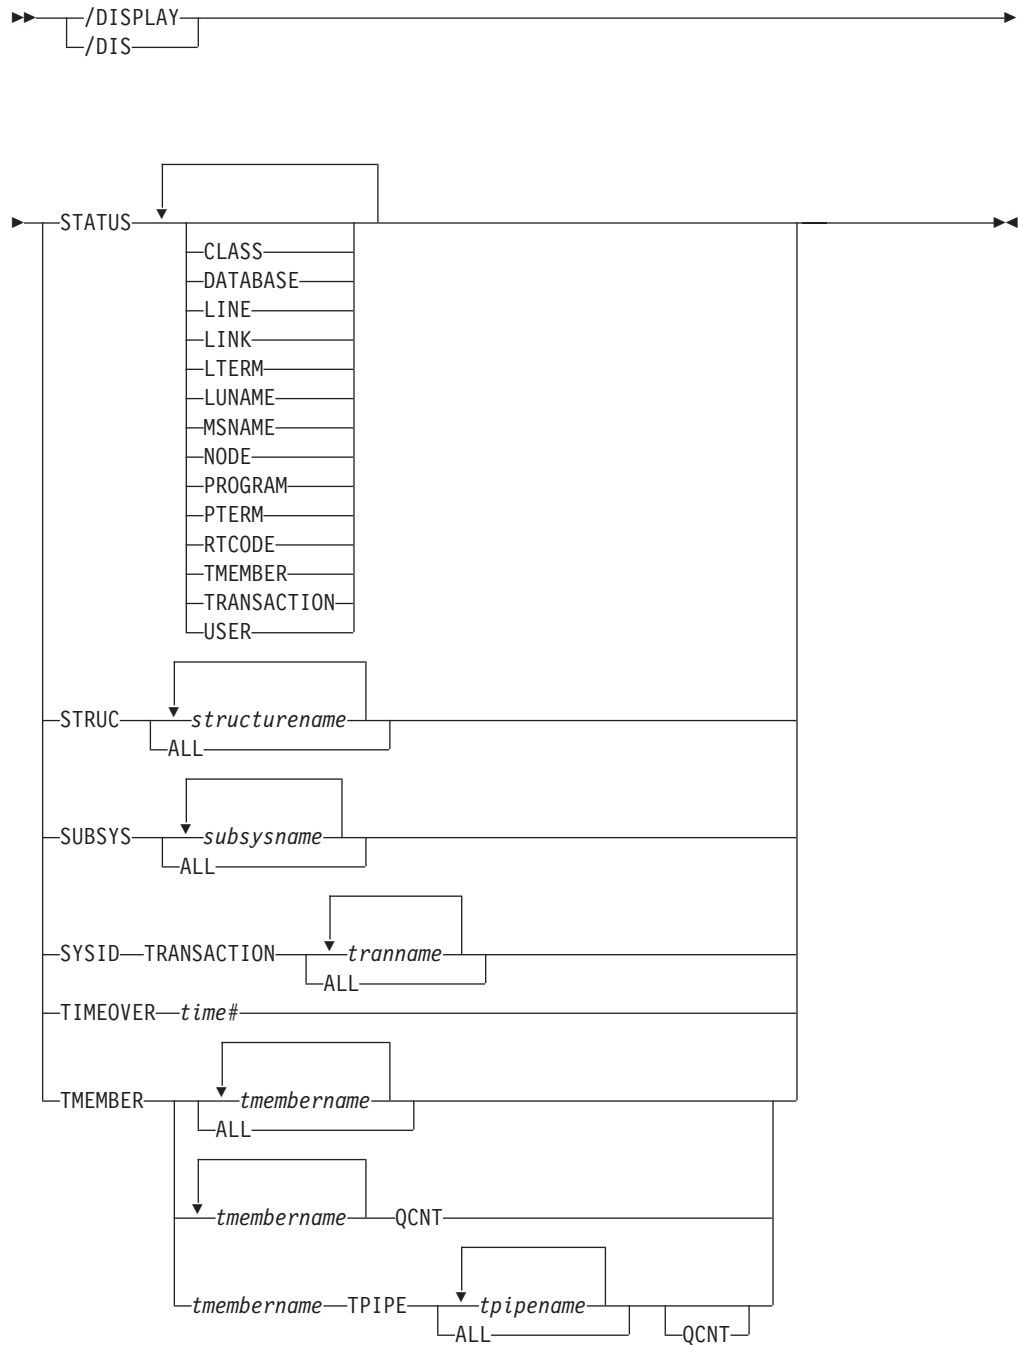 /DISPLAY
/DIS
STATUS
CLASS
DATABASE
LINE
LINK
LTERM
LUNAME
MSNAME
NODE
PROGRAM
PTERM
RTCODE
TMEMBER
TRANSACTION
USER
STRUC structurename
ALL
SUBSYS subsysname
ALL
SYSID TRANSACTION tranname
ALL
TIMEOVER time#
TMEMBER tmembername
ALL
tmembername QCNT
tmembername TPIPE tpipename
ALL QCNT